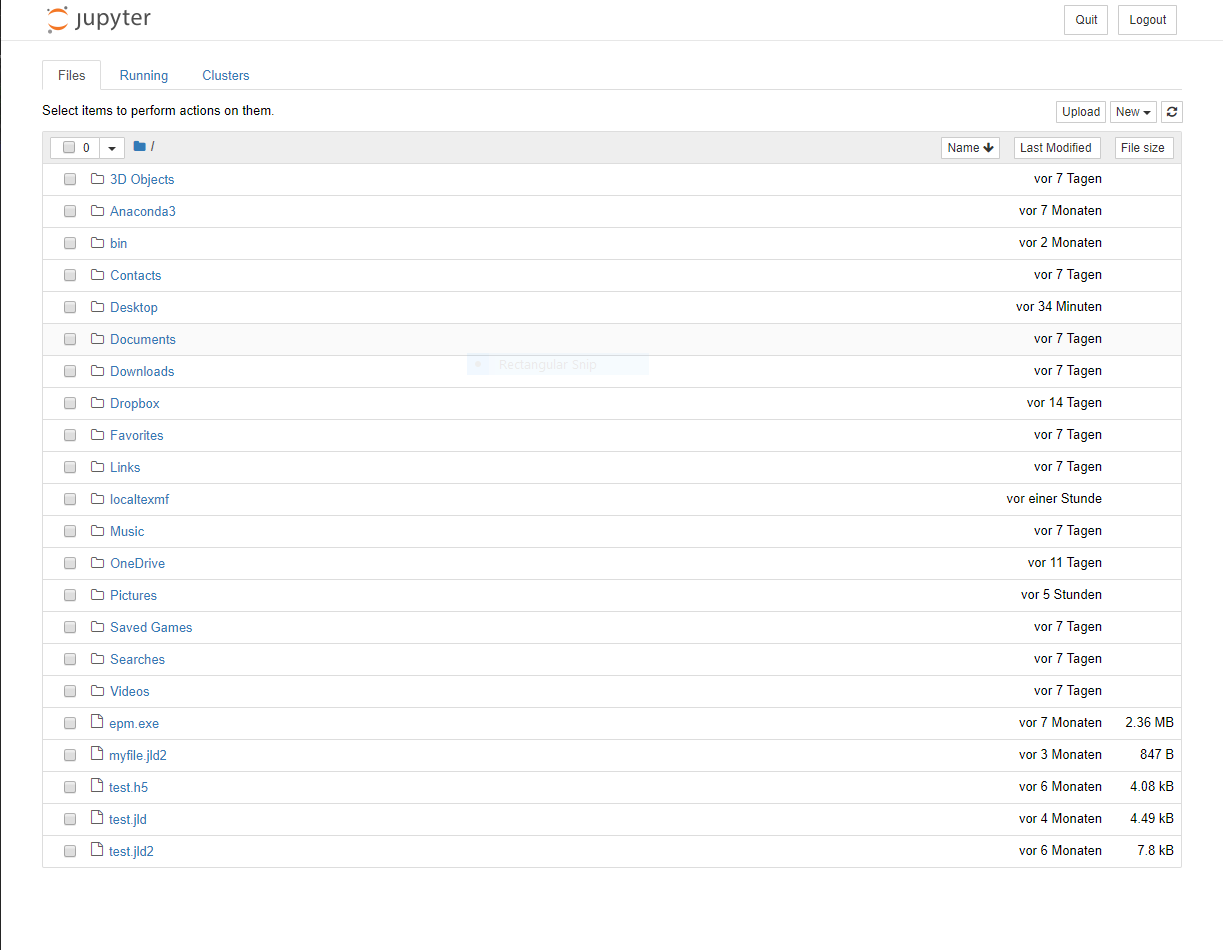 jupyter Quit Logout
Files Running Clusters
Select items to perform actions on them. Upload New
0 / Name Last Modified File size
3D Objects vor 7 Tagen
Anaconda3 vor 7 Monaten
bin vor 2 Monaten
Contacts vor 7 Tagen
Desktop vor 34 Minuten
Documents vor 7 Tagen
Rectangular Snip
Downloads vor 7 Tagen
Dropbox vor 14 Tagen
Favorites vor 7 Tagen
Links vor 7 Tagen
localtexmf vor einer Stunde
Music vor 7 Tagen
OneDrive vor 11 Tagen
Pictures vor 5 Stunden
Saved Games vor 7 Tagen
Searches vor 7 Tagen
Videos vor 7 Tagen
epm.exe vor 7 Monaten 2.36 MB
myfile.jld2 vor 3 Monaten 847 B
test.h5 vor 6 Monaten 4.08 kB
test.jld vor 4 Monaten 4.49 kB
test.jld2 vor 6 Monaten 7.8 kB